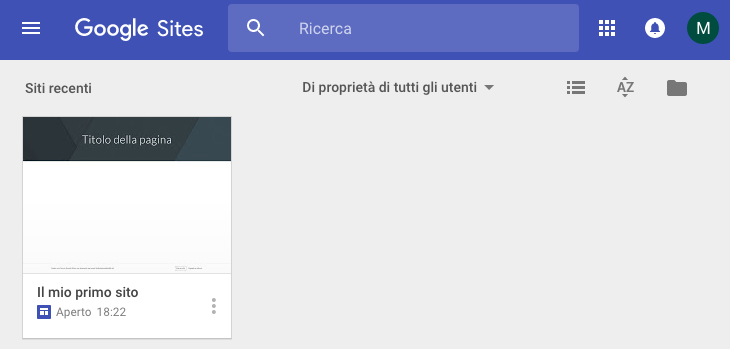 Google Sites
Ricerca
M
Siti recenti
Di proprietà di tutti gli utenti
AZ
Titolo della pagina
Il mio primo sito
Aperto 18:22